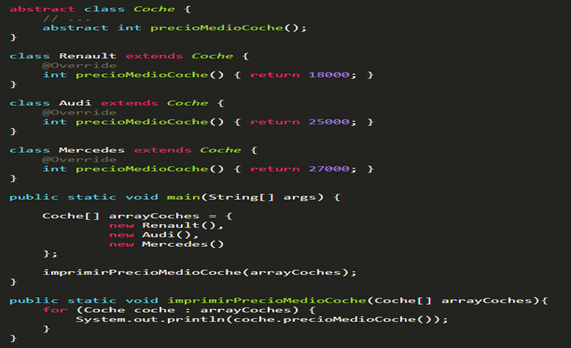 abstract class Coche {
    // ...
    abstract int precioMedioCoche();
}
class Renault extends Coche {
    @Override
    int precioMedioCoche() { return 18000; }
}
class Audi extends Coche {
    @Override
    int precioMedioCoche() { return 25000; }
}
class Mercedes extends Coche {
    @Override
    int precioMedioCoche() { return 27000; }
}
public static void main(String[] args) {
    Coche[] arrayCoches = {
            new Renault(),
            new Audi(),
            new Mercedes()
    };
    imprimirPrecioMedioCoche(arrayCoches);
}
public static void imprimirPrecioMedioCoche(Coche[] arrayCoches){
    for (Coche coche : arrayCoches) {
        System.out.println(coche.precioMedioCoche());
    }
}